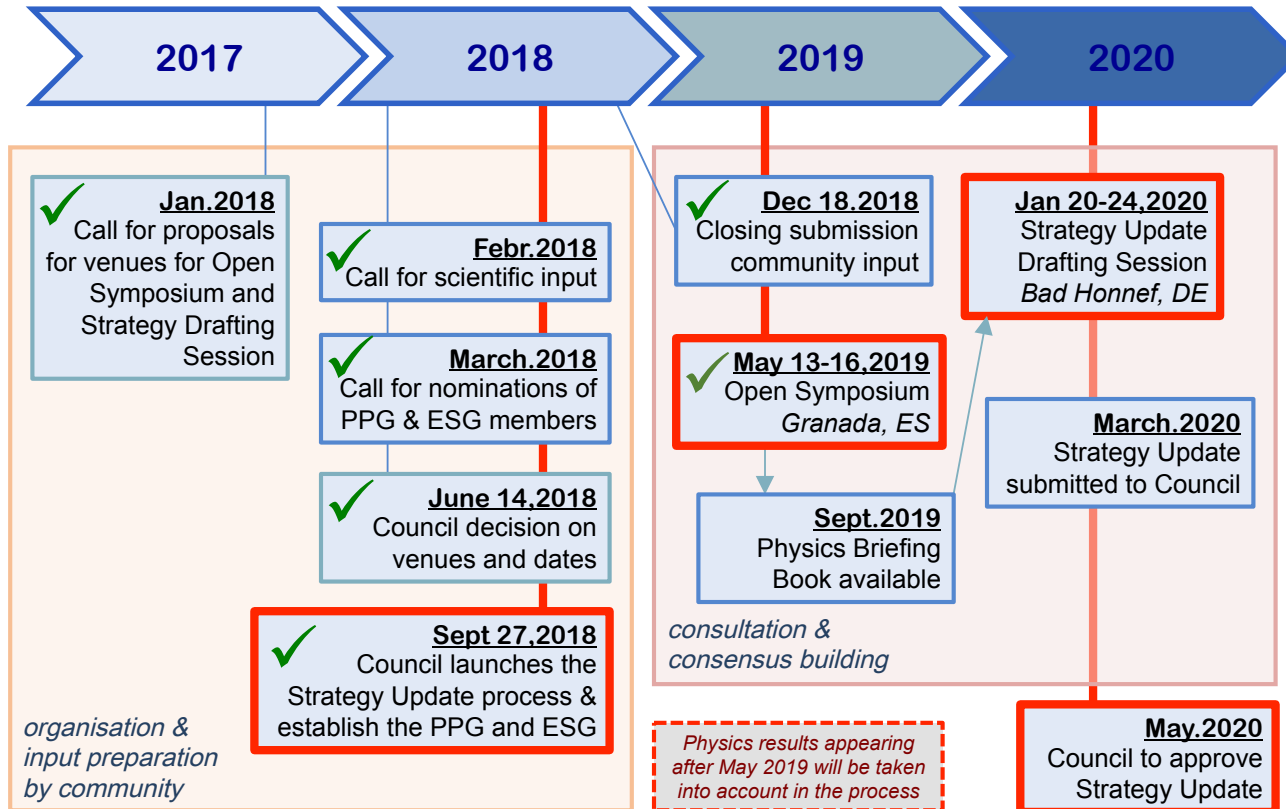 2017
2018
2019
2020
Jan.2018
Call for proposals
for venues for Open
Symposium and
Strategy Drafting
Session
Febr.2018
Call for scientific input
March.2018
Call for nominations of
PPG & ESG members
June 14,2018
Council decision on
venues and dates
Sept 27,2018
Council launches the
Strategy Update process &
establish the PPG and ESG
organisation &
input preparation
by community
Dec 18.2018
Closing submission
community input
May 13-16,2019
Open Symposium
Granada, ES
Sept.2019
Physics Briefing
Book available
consultation &
consensus building
Jan 20-24,2020
Strategy Update
Drafting Session
Bad Honnef, DE
March.2020
Strategy Update
submitted to Council
Physics results appearing
after May 2019 will be taken
into account in the process
May.2020
Council to approve
Strategy Update